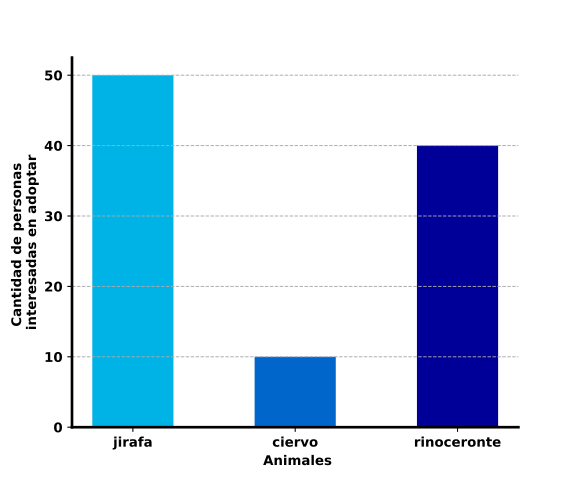 50
40
30
20
10
0
Cantidad de personas
interesadas en adoptar
jirafa ciervo rinoceronte
Animales